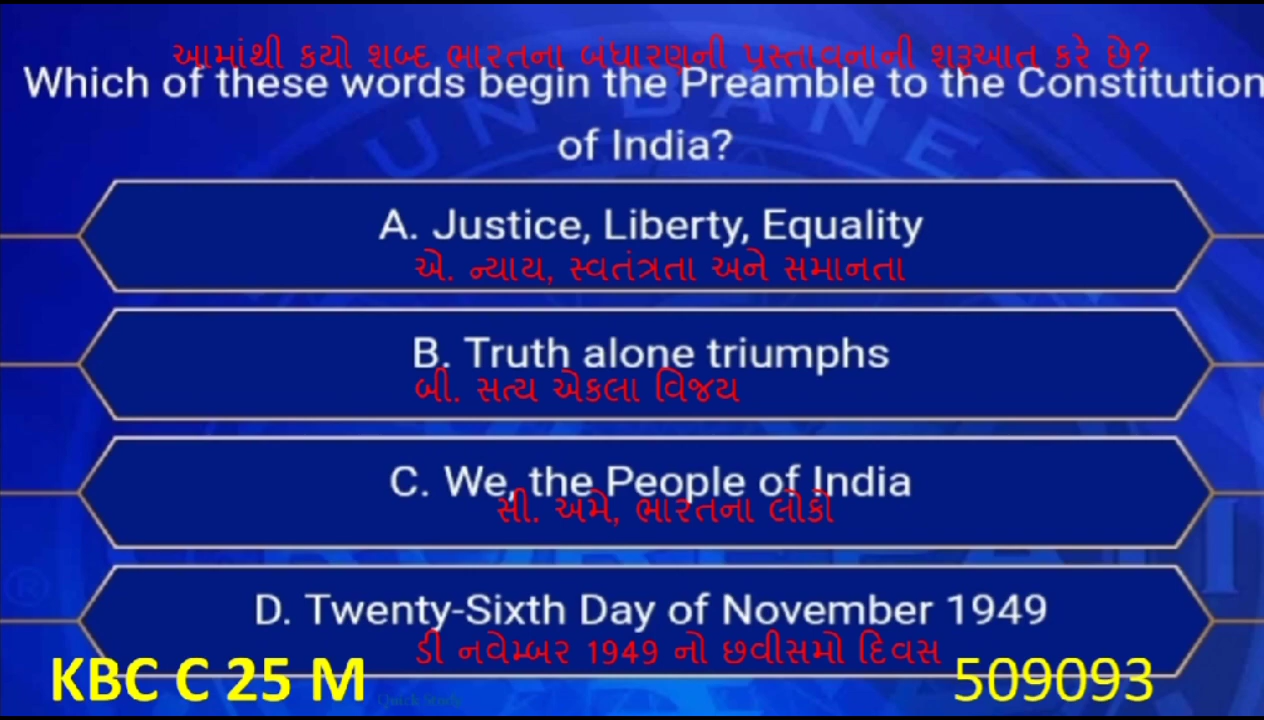 આમાંથી કયો શબ્દ ભારતના બંધારણની પ્રસ્તાવનાની શરૂઆત કરે છે?
Which of these words begin the Preamble to the Constitution
of India?
A. Justice, Liberty, Equality
એ. ન્યાય, સ્વતંત્રતા અને સમાનતા
B. Truth alone triumphs
બી. સત્ય એકલા વિજય
C. We, the People of India
સી. અમે, ભારતના લોકો
D. Twenty-Sixth Day of November 1949
ડી નવેમ્બર 1949 નો છવીસમો દિવસ
KBC C 25 M
Quick Study
509093